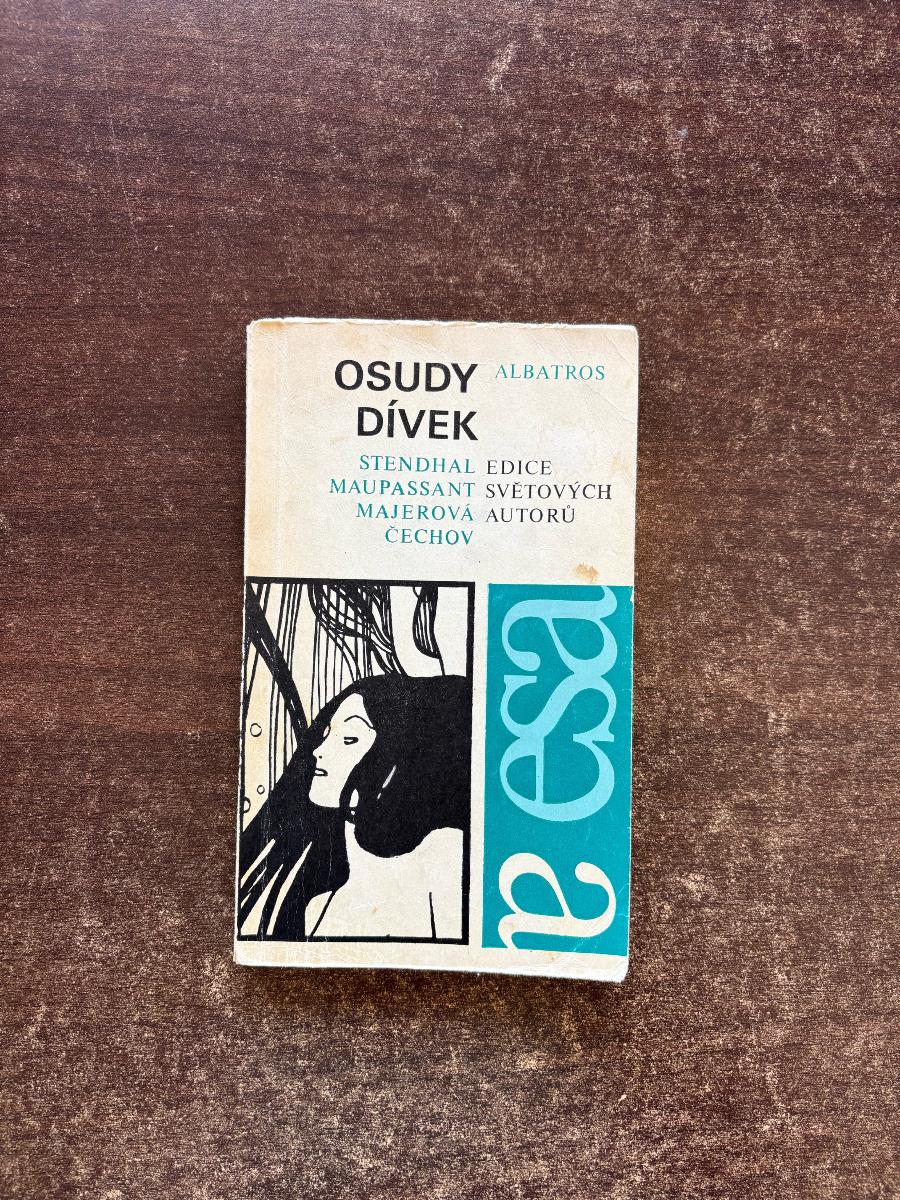 OSUDY
DÍVEK
ALBATROS
STENDHAL
MAUPASSANT
MAJEROVÁ
ČECHOV
EDICE
SVĚTOVÝCH
AUTORŮ
a esa